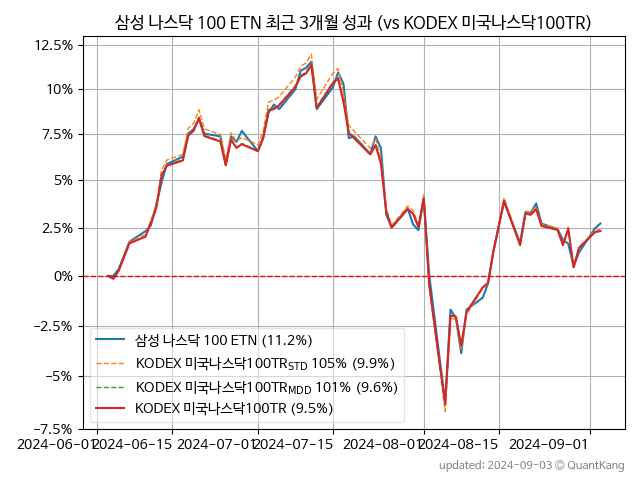 삼성 나스닥 100 ETN 최근 3개월 성과 (vs KODEX 미국나스닥100TR)
12.5%
10%
7.5%
5%
2.5%
0%
−2.5%
−5%
−7.5%
삼성 나스닥 100 ETN (11.2%)
KODEX 미국나스닥100TR_STD 105% (9.9%)
KODEX 미국나스닥100TR_MDD 101% (9.6%)
KODEX 미국나스닥100TR (9.5%)
2024-06-01 2024-06-15 2024-07-01 2024-07-15 2024-08-01 2024-08-15 2024-09-01
updated: 2024-09-03 © QuantKang